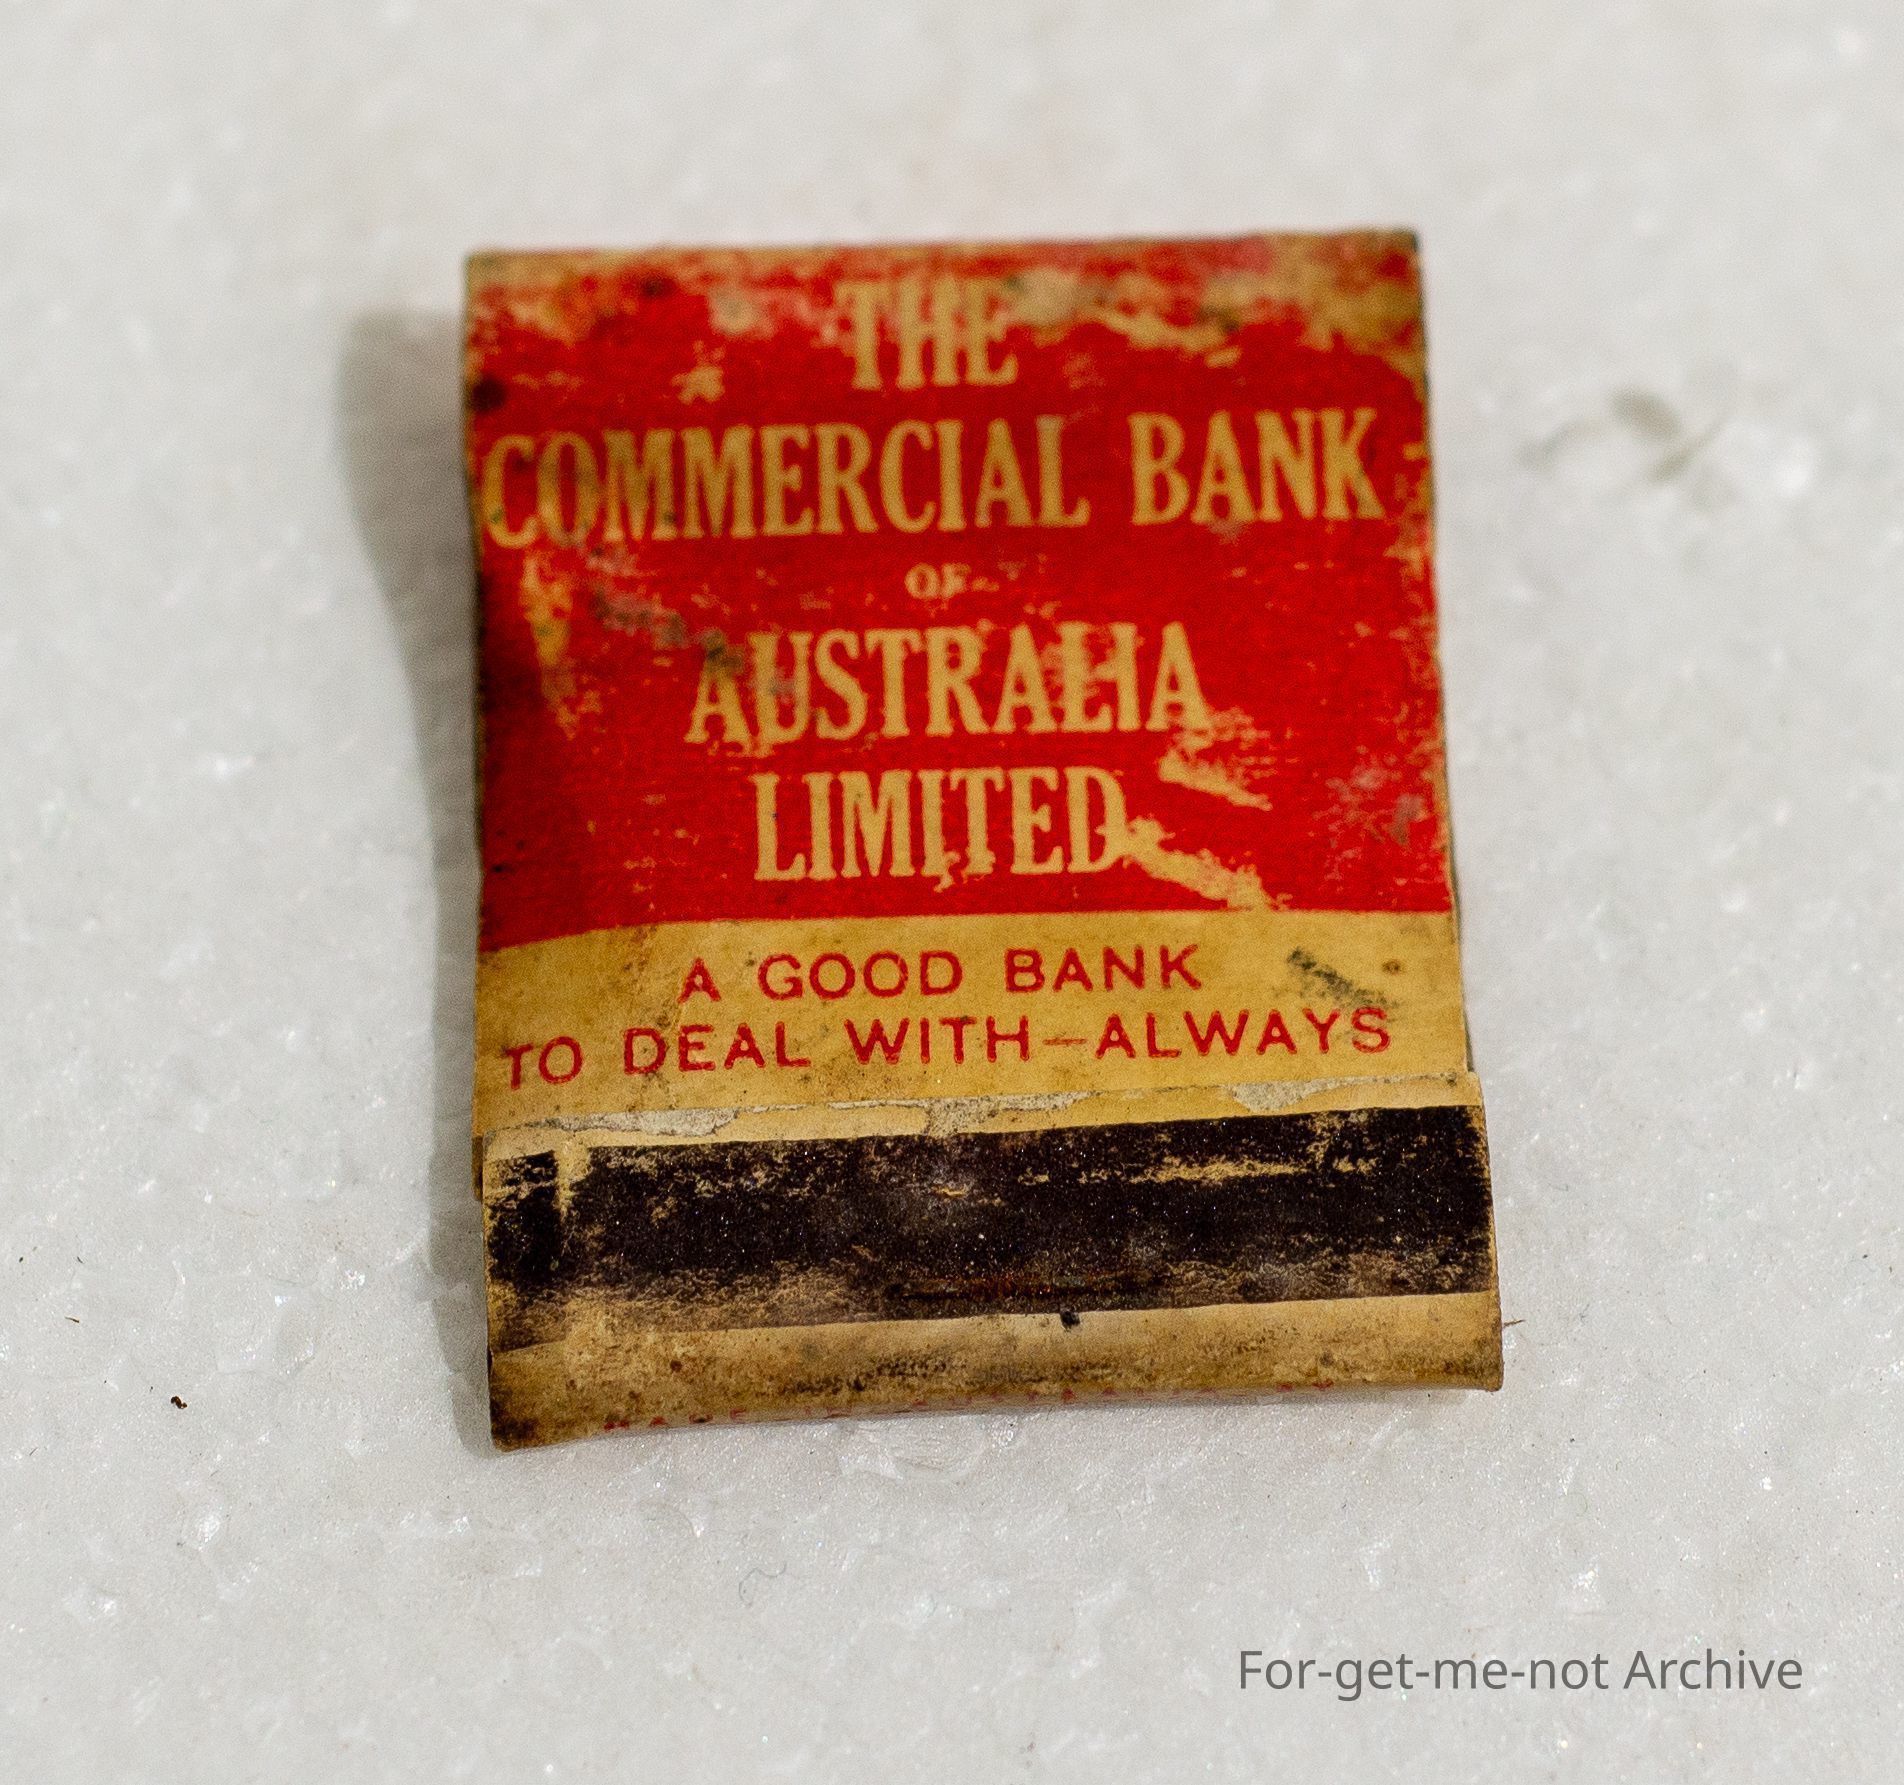 THE
COMMERCIAL BANK
OF
AUSTRALIA
LIMITED
A GOOD BANK
TO DEAL WITH—ALWAYS
For-get-me-not Archive